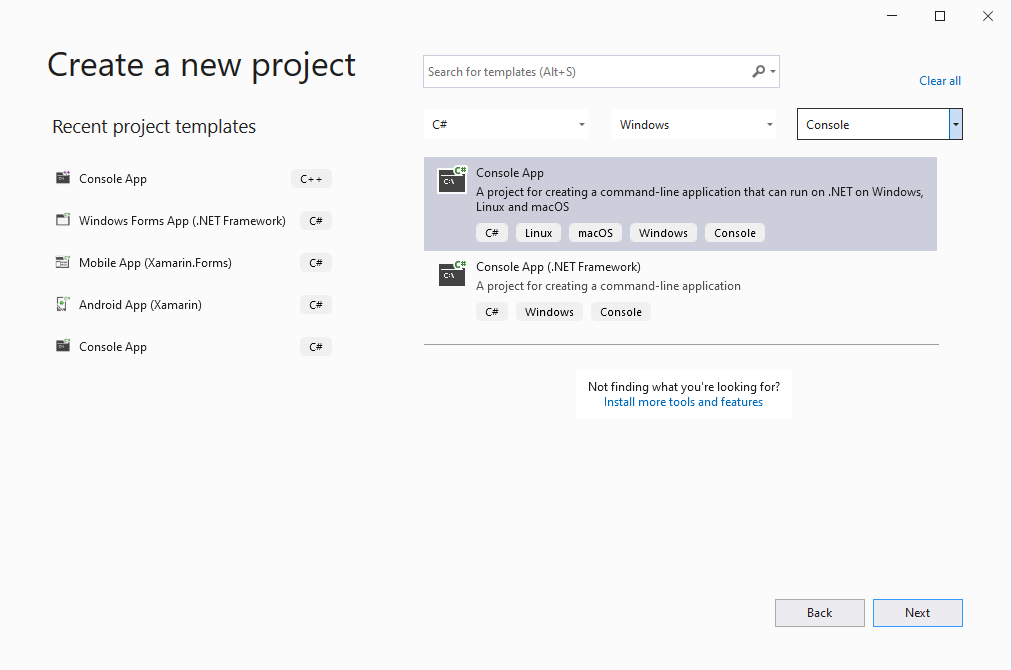 Create a new project
Search for templates (Alt+S)
Clear all
Recent project templates
C#
Windows
Console
Console App
C++
Windows Forms App (.NET Framework)
C#
Mobile App (Xamarin.Forms)
C#
Android App (Xamarin)
C#
Console App
C#
C#
C:\
Console App
A project for creating a command-line application that can run on .NET on Windows,
Linux and macOS
C# Linux macOS Windows Console
C#
C:\
Console App (.NET Framework)
A project for creating a command-line application
C# Windows Console
Not finding what you're looking for?
Install more tools and features
Back
Next